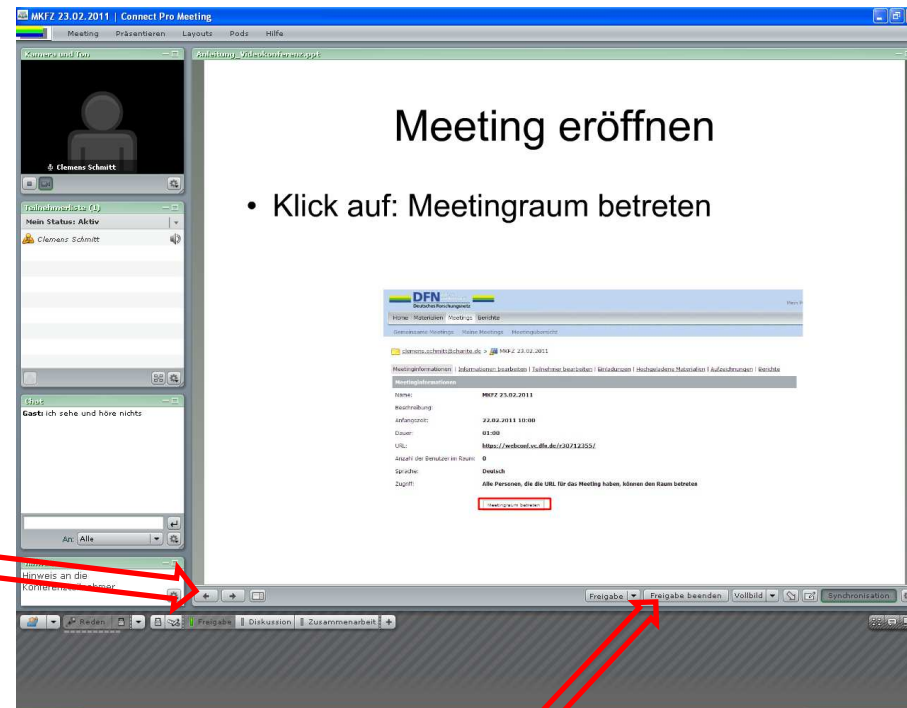 MKFZ 23.02.2011 | Connect Pro Meeting
Meeting Präsentieren Layouts Pods Hilfe
Kamera und Ton
Clemens Schmitt
Teilnehmerliste (1)
Mein Status: Aktiv
Clemens Schmitt
Chat
Gast: ich sehe und höre nichts
An: Alle
Hinweis an die
Konferenzteilnehmer
Anleitung_Videokonferenz.ppt
Meeting eröffnen
• Klick auf: Meetingraum betreten
DFN
Deutsches Forschungsnetz
Home Materialien Meetings Berichte
Gemeinsame Meetings Meine Meetings Meetingübersicht
clemens.schmitt@charite.de > MKFZ 23.02.2011
Meetinginformationen | Informationen bearbeiten | Teilnehmer bearbeiten | Einladungen | Hochgeladene Materialien | Aufzeichnungen | Berichte
Meetinginformationen
Name: MKFZ 23.02.2011
Beschreibung:
Anfangszeit: 22.02.2011 10:00
Dauer: 01:00
URL: https://webconf.vc.dfn.de/r30712355/
Anzahl der Benutzer im Raum: 0
Sprache: Deutsch
Zugriff: Alle Personen, die die URL für das Meeting haben, können den Raum betreten
Meetingraum betreten
Freigabe Freigabe beenden Vollbild Synchronisation
Reden Freigabe Diskussion Zusammenarbeit +